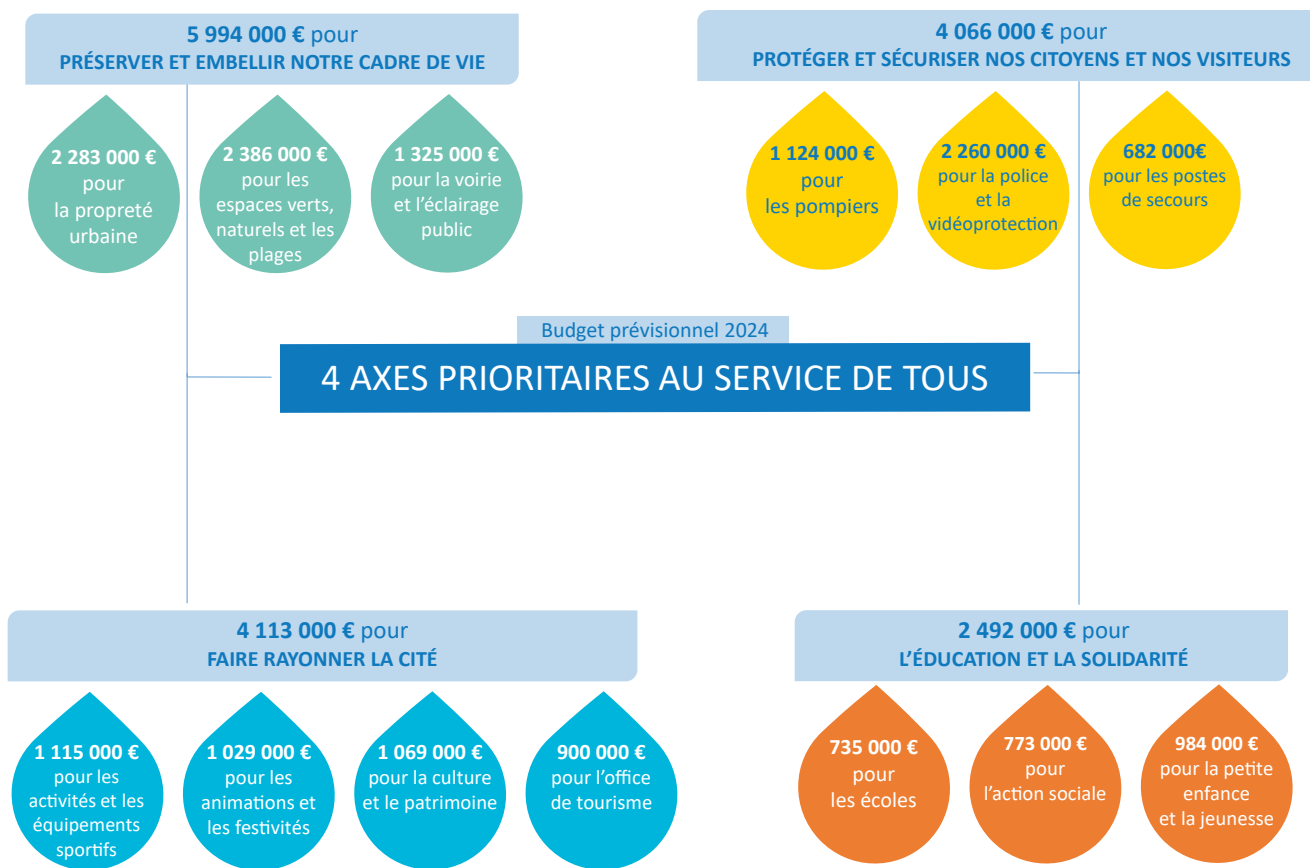 5 994 000 € pour
PRÉSERVER ET EMBELLIR NOTRE CADRE DE VIE
2 283 000 €
pour
la propreté
urbaine
2 386 000 €
pour les
espaces verts,
naturels et les
plages
1 325 000 €
pour la voirie
et l’éclairage
public
4 066 000 € pour
PROTÉGER ET SÉCURISER NOS CITOYENS ET NOS VISITEURS
1 124 000 €
pour
les pompiers
2 260 000 €
pour la police
et la
vidéoprotection
682 000€
pour les postes
de secours
Budget prévisionnel 2024
4 AXES PRIORITAIRES AU SERVICE DE TOUS
4 113 000 € pour
FAIRE RAYONNER LA CITÉ
1 115 000 €
pour les
activités et les
équipements
sportifs
1 029 000 €
pour les
animations et
les festivités
1 069 000 €
pour la culture
et le patrimoine
900 000 €
pour l’office
de tourisme
2 492 000 € pour
L’ÉDUCATION ET LA SOLIDARITÉ
735 000 €
pour
les écoles
773 000 €
pour
l’action sociale
984 000 €
pour la petite
enfance
et la jeunesse